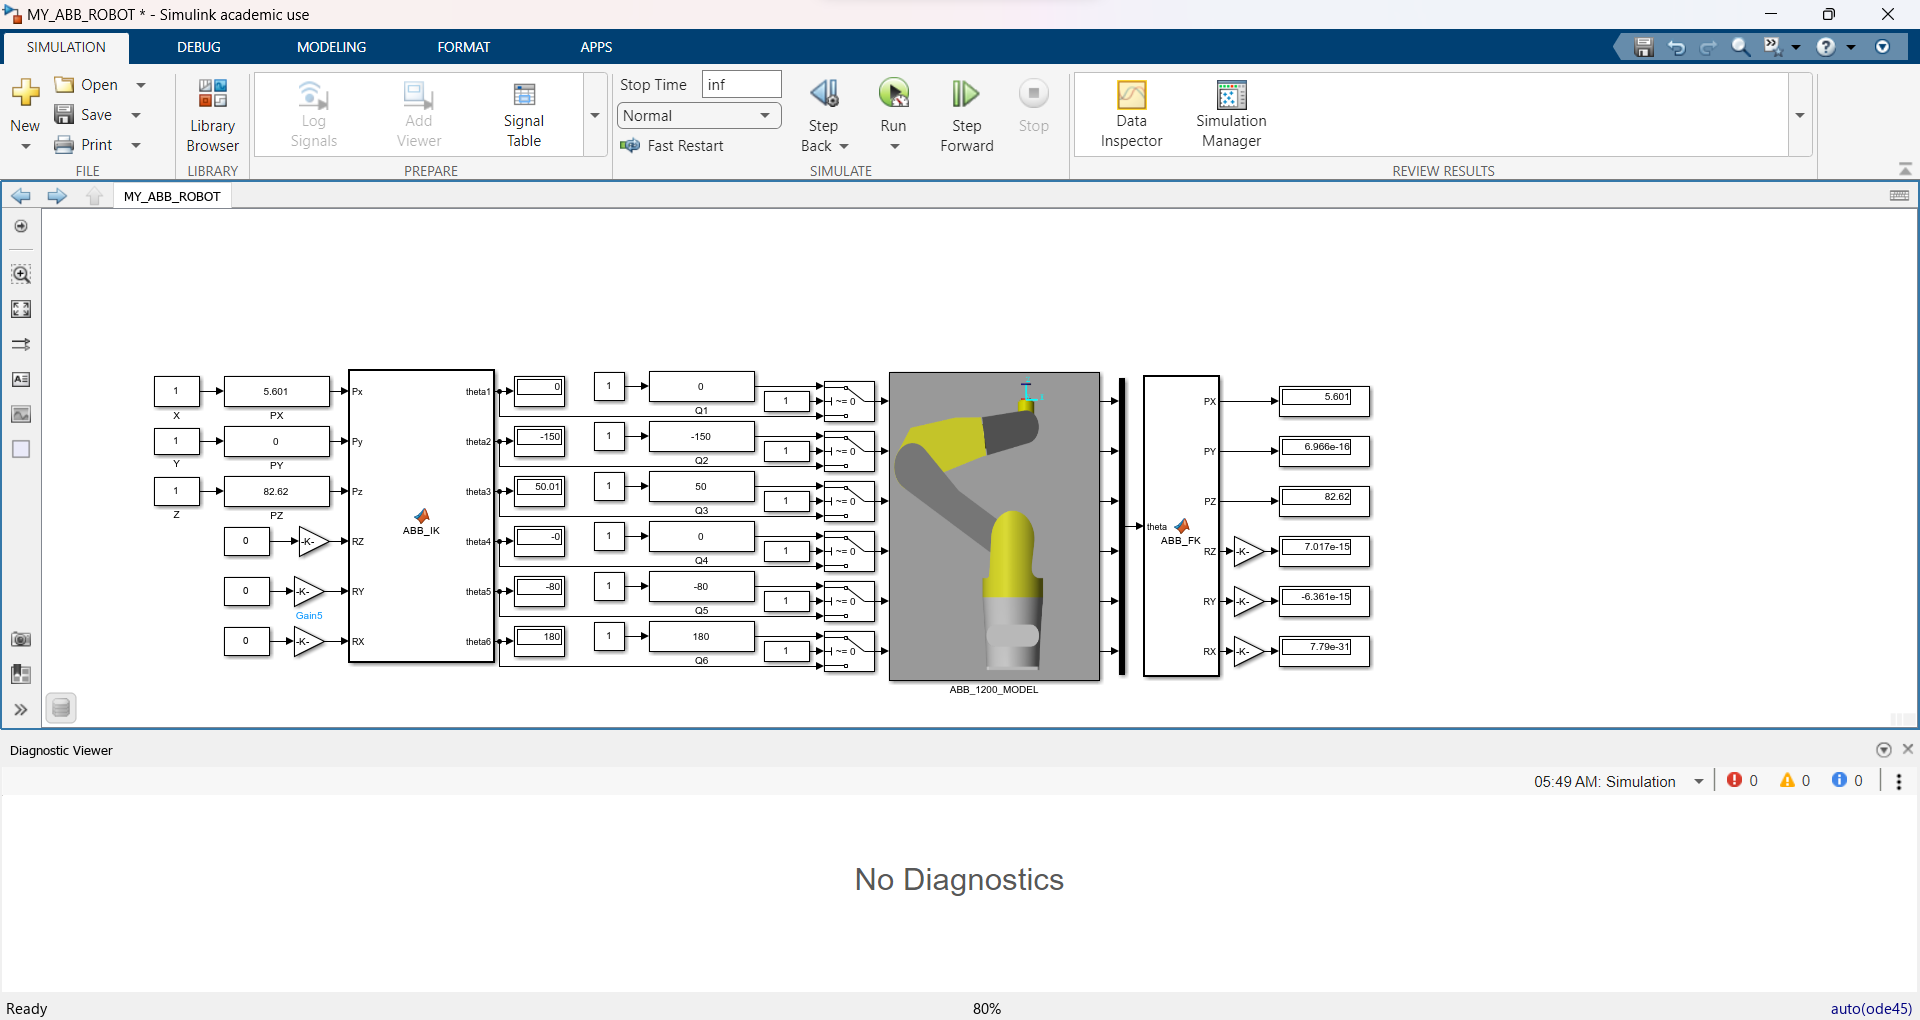 MY_ABB_ROBOT * - Simulink academic use
SIMULATION DEBUG MODELING FORMAT APPS
New
Open
Save
Print
FILE
Library Browser
LIBRARY
Log Signals
Add Viewer
Signal Table
PREPARE
Stop Time inf
Normal
Fast Restart
Step Back
Run
Step Forward
Stop
SIMULATE
Data Inspector
Simulation Manager
REVIEW RESULTS
MY_ABB_ROBOT
1 5.601 Px theta1 0 1 0 PX 5.601
X PX 1 ~= 0 Q1
1 0 Py theta2 -150 1 -150 PY 6.966e-16
Y PY 1 ~= 0 Q2
1 82.62 Pz theta3 50.01 1 50 PZ 82.62
Z PZ 1 ~= 0 Q3
ABB_IK theta ABB_FK
0 -K- RZ theta4 -0 1 0 RZ -K- 7.017e-15
1 ~= 0 Q4
0 -K- RY theta5 -80 1 -80 RY -K- -6.361e-15
Gain5 1 ~= 0 Q5
0 -K- RX theta6 180 1 180 RX -K- 7.79e-31
1 ~= 0 Q6
ABB_1200_MODEL
Diagnostic Viewer
05:49 AM: Simulation 0 0 0
No Diagnostics
Ready 80% auto(ode45)